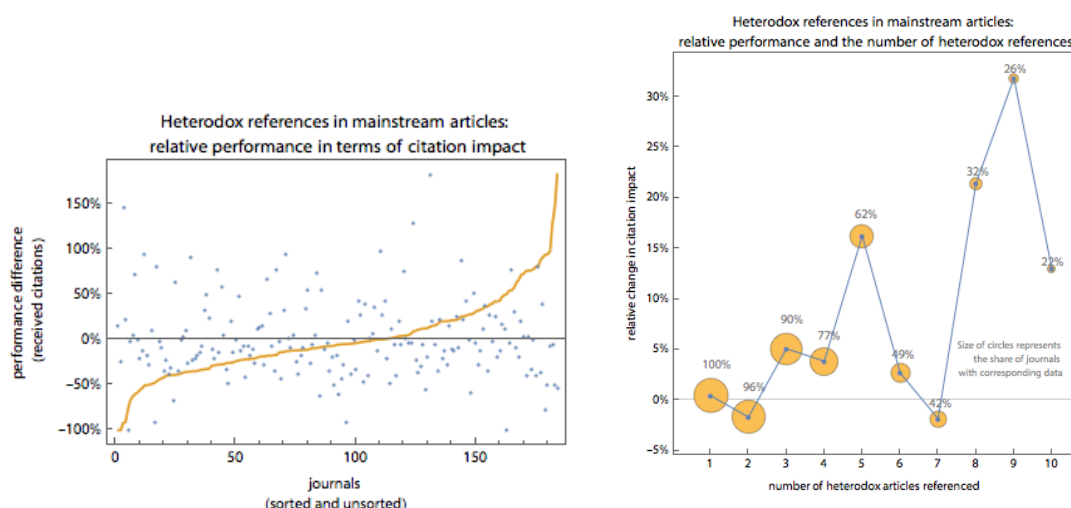 Heterodox references in mainstream articles:
relative performance in terms of citation impact
performance difference
(received citations)
150%
100%
50%
0%
−50%
−100%
0
50
100
150
journals
(sorted and unsorted)
Heterodox references in mainstream articles:
relative performance and the number of heterodox references
relative change in citation impact
30%
25%
20%
15%
10%
5%
0%
−5%
100%
96%
90%
77%
62%
49%
42%
32%
26%
22%
Size of circles represents
the share of journals
with corresponding data
1 2 3 4 5 6 7 8 9 10
number of heterodox articles referenced